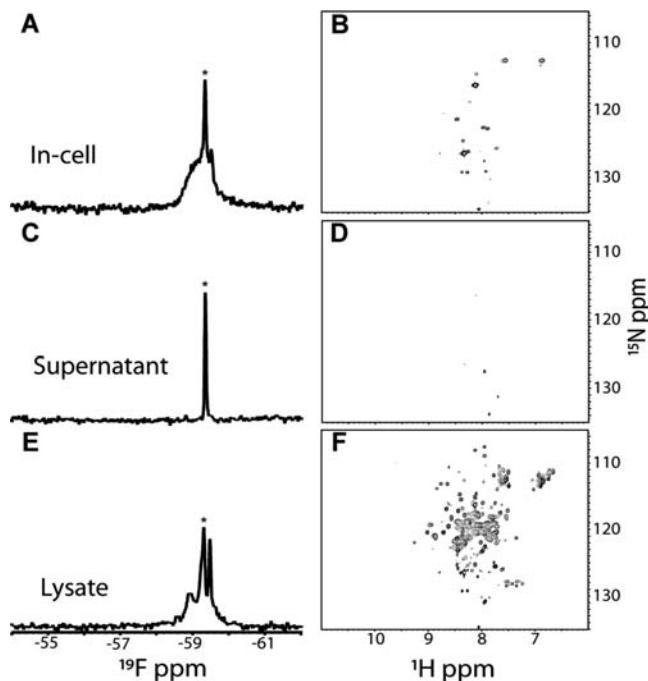 A
*
In-cell
B
110
120
130
C
*
Supernatant
D
110
120
130
¹⁵N ppm
E
*
Lysate
-55 -57 -59 -61
¹⁹F ppm
F
110
120
130
10 9 8 7
¹H ppm